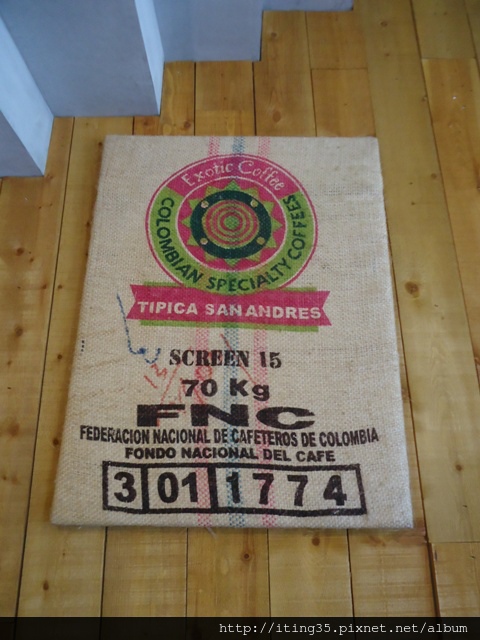 Exotic Coffee
COLOMBIAN SPECIALTY COFFEES
TIPICA SAN ANDRES
SCREEN 15
70 Kg
FNC
FEDERACION NACIONAL DE CAFETEROS DE COLOMBIA
FONDO NACIONAL DEL CAFE
3 01 1774
http://iting35.pixnet.net/album